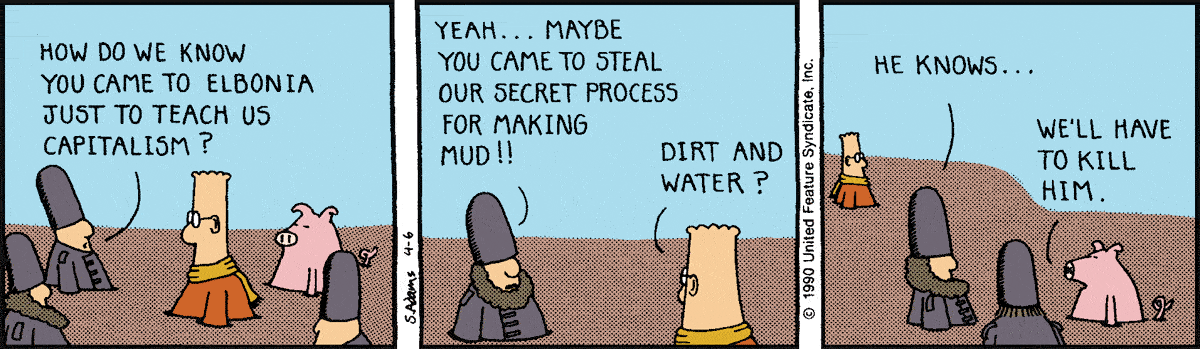 HOW DO WE KNOW
YOU CAME TO ELBONIA
JUST TO TEACH US
CAPITALISM?
S.Adams 4-6
YEAH... MAYBE
YOU CAME TO STEAL
OUR SECRET PROCESS
FOR MAKING
MUD!!
DIRT AND
WATER?
© 1990 United Feature Syndicate, Inc.
HE KNOWS...
WE'LL HAVE
TO KILL
HIM.